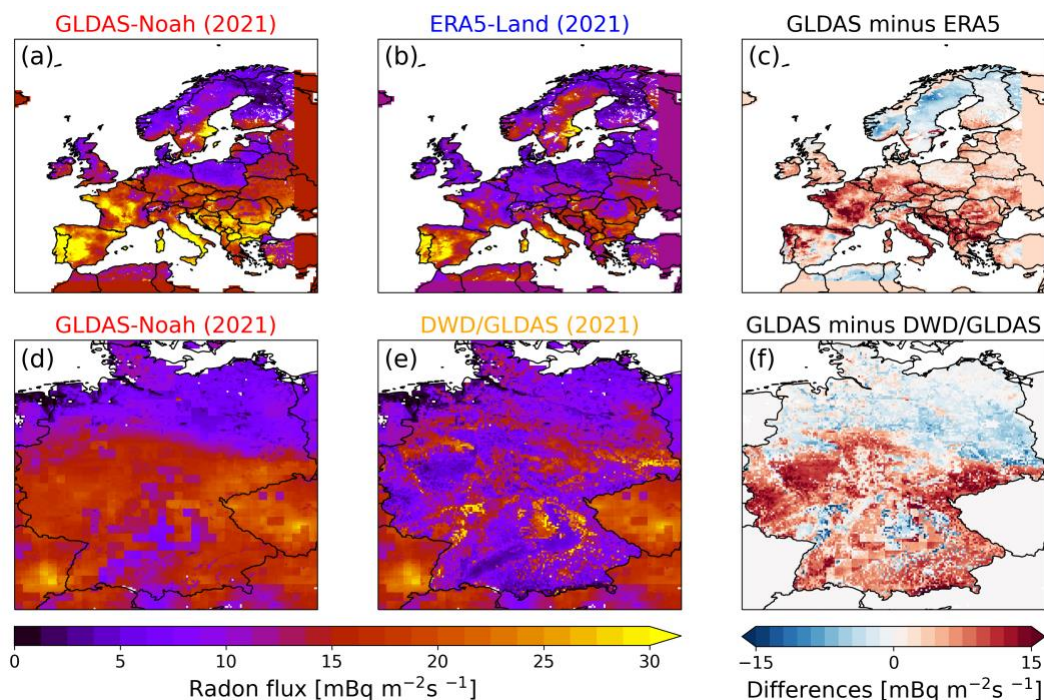 GLDAS-Noah (2021) ERA5-Land (2021) GLDAS minus ERA5
(a) (b) (c)
GLDAS-Noah (2021) DWD/GLDAS (2021) GLDAS minus DWD/GLDAS
(d) (e) (f)
0 5 10 15 20 25 30 −15 0 15
Radon flux [mBq m⁻²s ⁻¹] Differences [mBq m⁻²s ⁻¹]